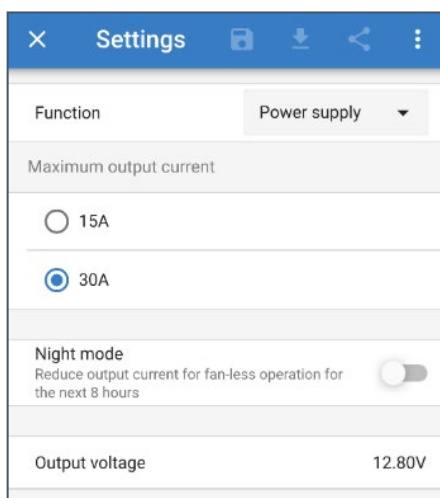 Settings
Function
Power supply
Maximum output current
15A
30A
Night mode
Reduce output current for fan-less operation for
the next 8 hours
Output voltage
12.80V